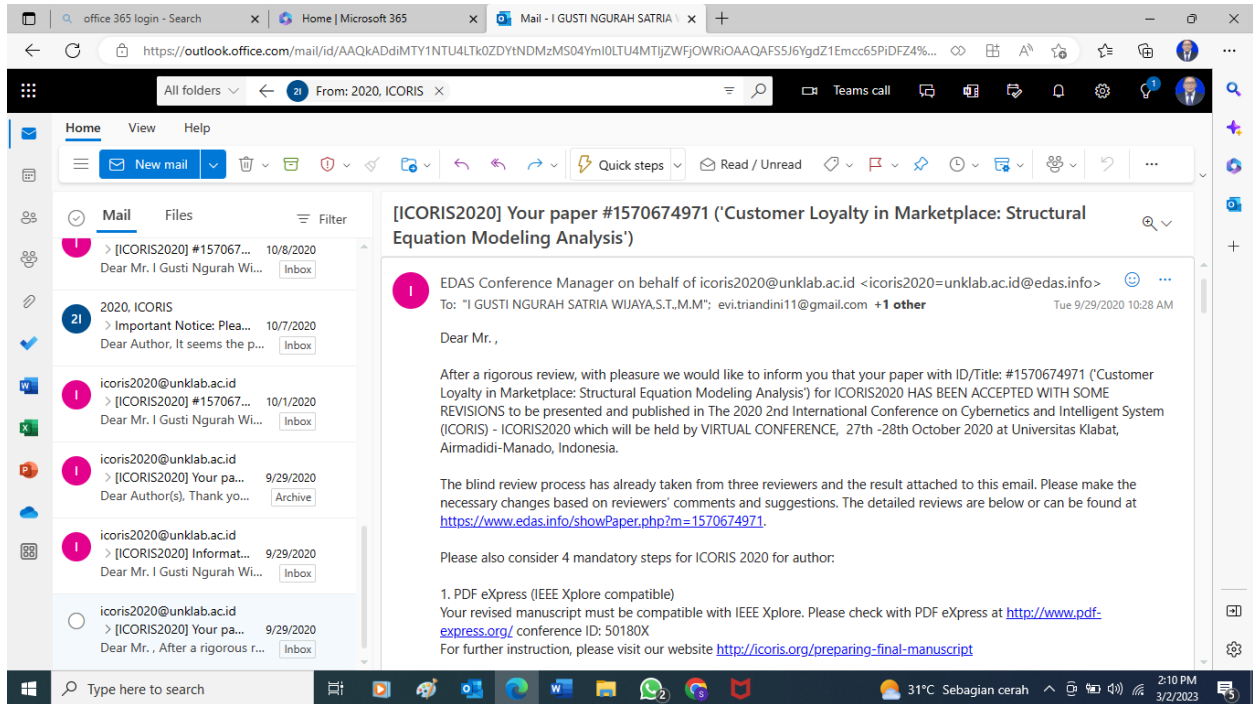 office 365 login - Search
Home | Microsoft 365
Mail - I GUSTI NGURAH SATRIA
https://outlook.office.com/mail/id/AAQkADdiMTY1NTU4LTk0ZDYtNDMzMS04YmI0LTU4MTljZWFjOWRiOAAQAFS5J6YgdZ1Emcc65PiDFZ4%...
All folders
2I
From: 2020, ICORIS
Teams call
1
Home View Help
New mail
Quick steps
Read / Unread
Mail Files
Filter
I
[ICORIS2020] #157067... 10/8/2020
Dear Mr. I Gusti Ngurah Wi... Inbox
2I
2020, ICORIS
Important Notice: Plea... 10/7/2020
Dear Author, It seems the p... Inbox
I
icoris2020@unklab.ac.id
[ICORIS2020] #157067... 10/1/2020
Dear Mr. I Gusti Ngurah Wi... Inbox
I
icoris2020@unklab.ac.id
[ICORIS2020] Your pa... 9/29/2020
Dear Author(s), Thank yo... Archive
I
icoris2020@unklab.ac.id
[ICORIS2020] Informat... 9/29/2020
Dear Mr. I Gusti Ngurah Wi... Inbox
icoris2020@unklab.ac.id
[ICORIS2020] Your pa... 9/29/2020
Dear Mr. , After a rigorous r... Inbox
[ICORIS2020] Your paper #1570674971 ('Customer Loyalty in Marketplace: Structural
Equation Modeling Analysis')
I
EDAS Conference Manager on behalf of icoris2020@unklab.ac.id <icoris2020=unklab.ac.id@edas.info>
To: "I GUSTI NGURAH SATRIA WIJAYA,S.T.,M.M"; evi.triandini11@gmail.com +1 other
Tue 9/29/2020 10:28 AM
Dear Mr. ,
After a rigorous review, with pleasure we would like to inform you that your paper with ID/Title: #1570674971 ('Customer
Loyalty in Marketplace: Structural Equation Modeling Analysis') for ICORIS2020 HAS BEEN ACCEPTED WITH SOME
REVISIONS to be presented and published in The 2020 2nd International Conference on Cybernetics and Intelligent System
(ICORIS) - ICORIS2020 which will be held by VIRTUAL CONFERENCE, 27th -28th October 2020 at Universitas Klabat,
Airmadidi-Manado, Indonesia.
The blind review process has already taken from three reviewers and the result attached to this email. Please make the
necessary changes based on reviewers' comments and suggestions. The detailed reviews are below or can be found at
https://www.edas.info/showPaper.php?m=1570674971.
Please also consider 4 mandatory steps for ICORIS 2020 for author:
1. PDF eXpress (IEEE Xplore compatible)
Your revised manuscript must be compatible with IEEE Xplore. Please check with PDF eXpress at http://www.pdf-
express.org/ conference ID: 50180X
For further instruction, please visit our website http://icoris.org/preparing-final-manuscript
Type here to search
2
31°C Sebagian cerah
2:10 PM
3/2/2023
5